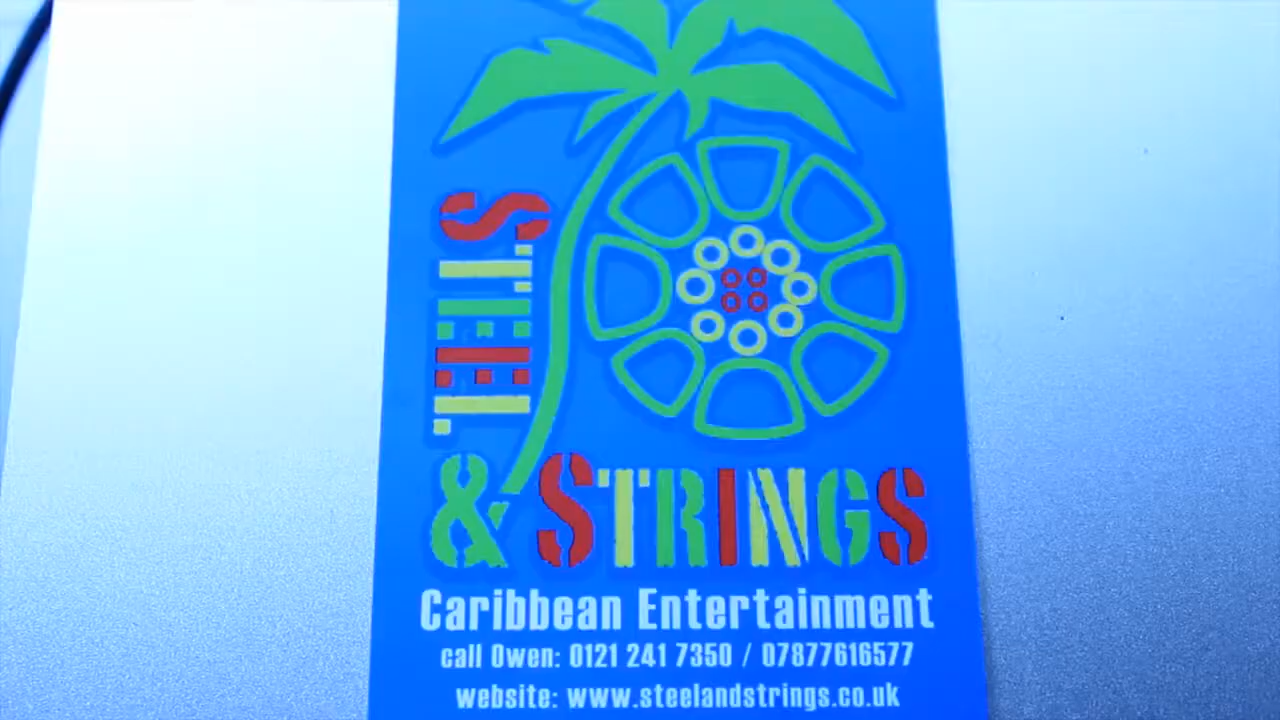 STEEL
& STRINGS
Caribbean Entertainment
call Owen: 0121 241 7350 / 07877616577
website: www.steelandstrings.co.uk